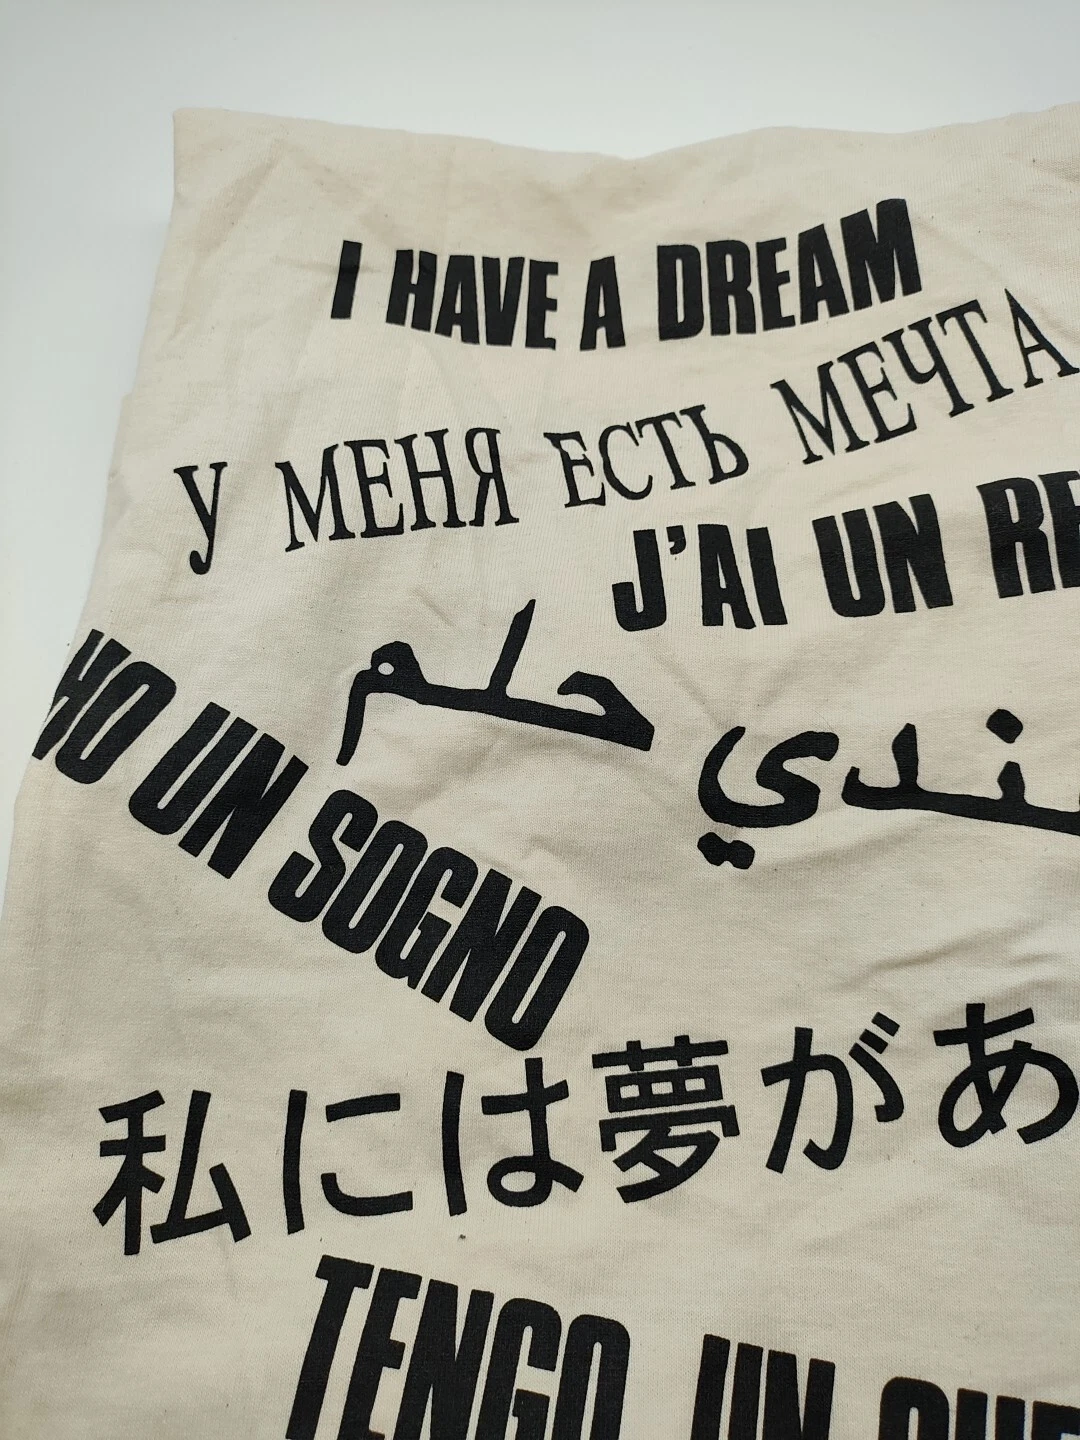 I HAVE A DREAM
У МЕНЯ ЕСТЬ МЕЧТА
J'AI UN
حلم
HO UN SOGNO
私には夢があ
TENGO UN